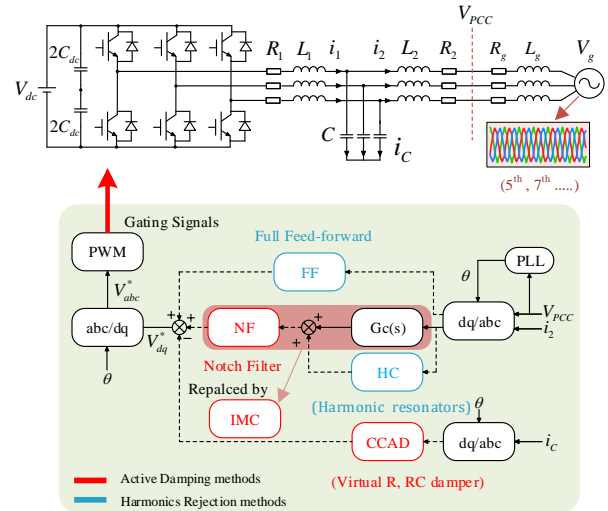 V_PCC
2C_dc
R_1 L_1 i_1 i_2 L_2 R_2 R_g L_g V_g
V_dc
2C_dc
C i_C
(5th , 7th .....)
Gating Signals
PWM
Full Feed-forward
FF
PLL
θ
V*_abc
abc/dq
V*_dq
θ
+
+
−
NF
+
+
Gc(s)
dq/abc
V_PCC
i_2
Notch Filter
HC
Repalced by
IMC
(Harmonic resonators)
θ
CCAD
dq/abc
i_C
(Virtual R, RC damper)
Active Damping methods
Harmonics Rejection methods